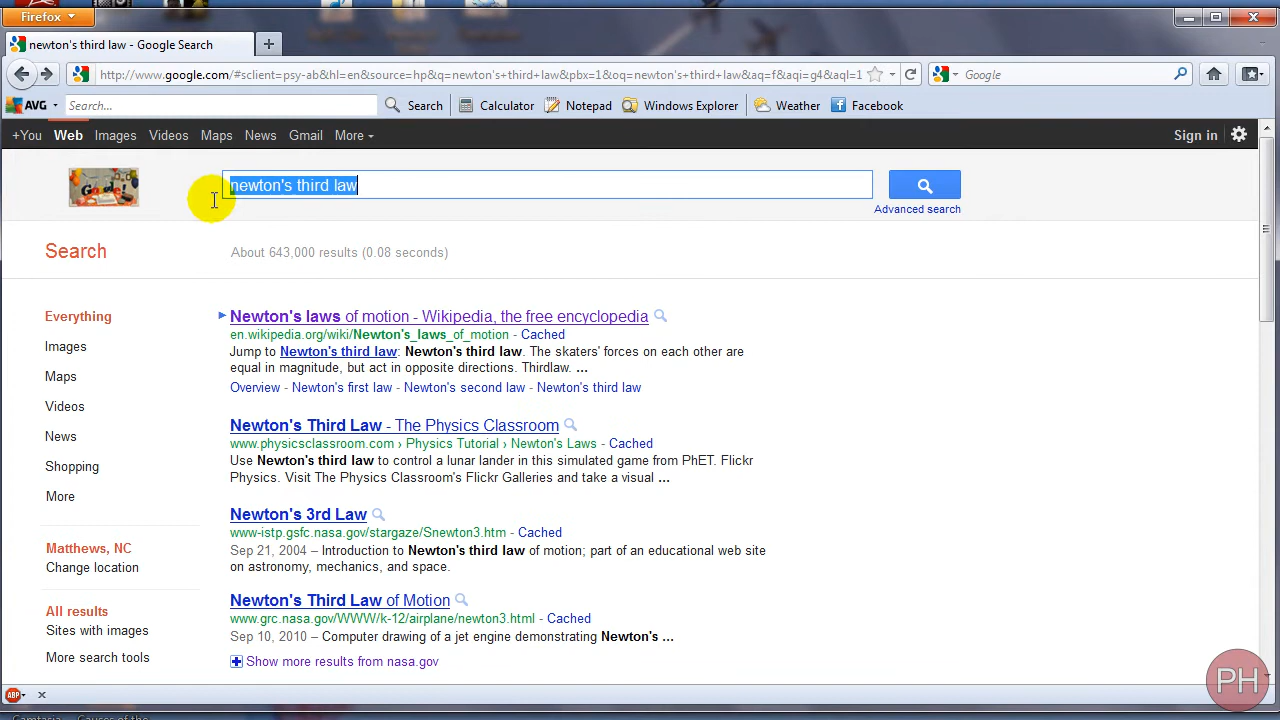 Firefox
newton's third law - Google Search
http://www.google.com/#sclient=psy-ab&hl=en&source=hp&q=newton's+third+law&pbx=1&oq=newton's+third+law&aq=f&aqi=g4&aql=1
Google
AVG Search... Search Calculator Notepad Windows Explorer Weather Facebook
+You Web Images Videos Maps News Gmail More Sign in
Google!
newton's third law
Advanced search
Search About 643,000 results (0.08 seconds)
Everything
Images
Maps
Videos
News
Shopping
More
Matthews, NC
Change location
All results
Sites with images
More search tools
Newton's laws of motion - Wikipedia, the free encyclopedia
en.wikipedia.org/wiki/Newton's_laws_of_motion - Cached
Jump to Newton's third law: Newton's third law. The skaters' forces on each other are
equal in magnitude, but act in opposite directions. Thirdlaw. ...
Overview - Newton's first law - Newton's second law - Newton's third law
Newton's Third Law - The Physics Classroom
www.physicsclassroom.com › Physics Tutorial › Newton's Laws - Cached
Use Newton's third law to control a lunar lander in this simulated game from PhET. Flickr
Physics. Visit The Physics Classroom's Flickr Galleries and take a visual ...
Newton's 3rd Law
www-istp.gsfc.nasa.gov/stargaze/Snewton3.htm - Cached
Sep 21, 2004 – Introduction to Newton's third law of motion; part of an educational web site
on astronomy, mechanics, and space.
Newton's Third Law of Motion
www.grc.nasa.gov/WWW/k-12/airplane/newton3.html - Cached
Sep 10, 2010 – Computer drawing of a jet engine demonstrating Newton's ...
Show more results from nasa.gov
PH
ABP
Camtasia Causes of the